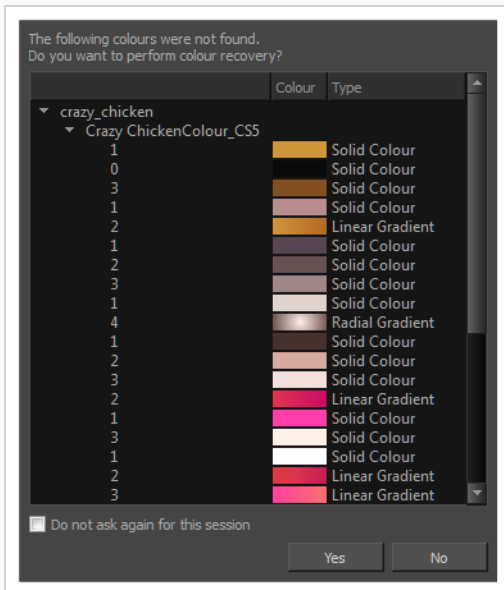 The following colours were not found.
Do you want to perform colour recovery?
Colour Type
crazy_chicken
Crazy ChickenColour_CS5
1 Solid Colour
0 Solid Colour
3 Solid Colour
1 Solid Colour
2 Linear Gradient
1 Solid Colour
2 Solid Colour
3 Solid Colour
1 Solid Colour
4 Radial Gradient
1 Solid Colour
2 Solid Colour
3 Solid Colour
2 Linear Gradient
1 Solid Colour
3 Solid Colour
1 Solid Colour
2 Linear Gradient
3 Linear Gradient
Do not ask again for this session
Yes No